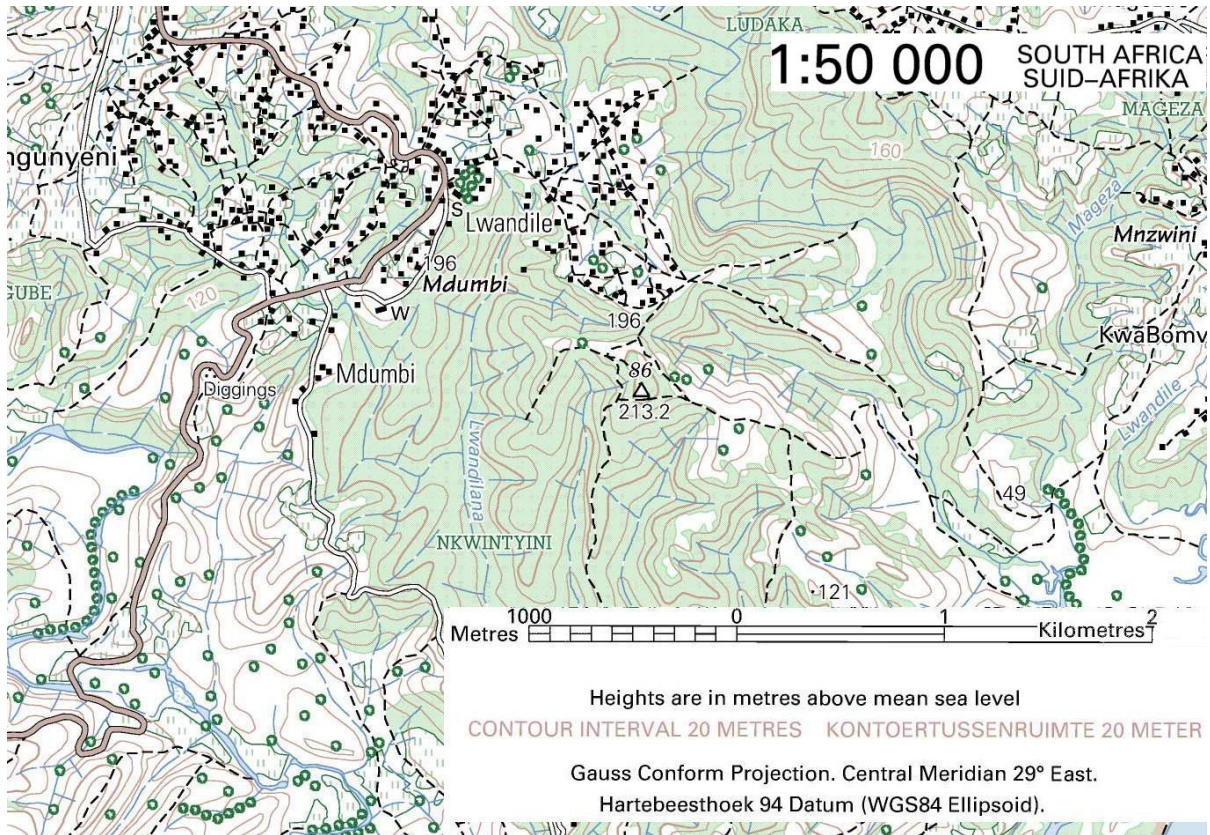 LUDAKA
1:50 000
SOUTH AFRICA
SUID–AFRIKA
MAGEZA
ngunyeni
160
S
Lwandile
Mageza
Mnzwini
196
Mdumbi
GUBE
120
W
196
KwaBomv
Mdumbi
86
213.2
Diggings
Lwandile
Lwandilana
49
NKWINTYINI
121
Metres
1000
0
1
Kilometres
2
Heights are in metres above mean sea level
CONTOUR INTERVAL 20 METRES KONTOERTUSSENRUIMTE 20 METER
Gauss Conform Projection. Central Meridian 29° East.
Hartebeesthoek 94 Datum (WGS84 Ellipsoid).